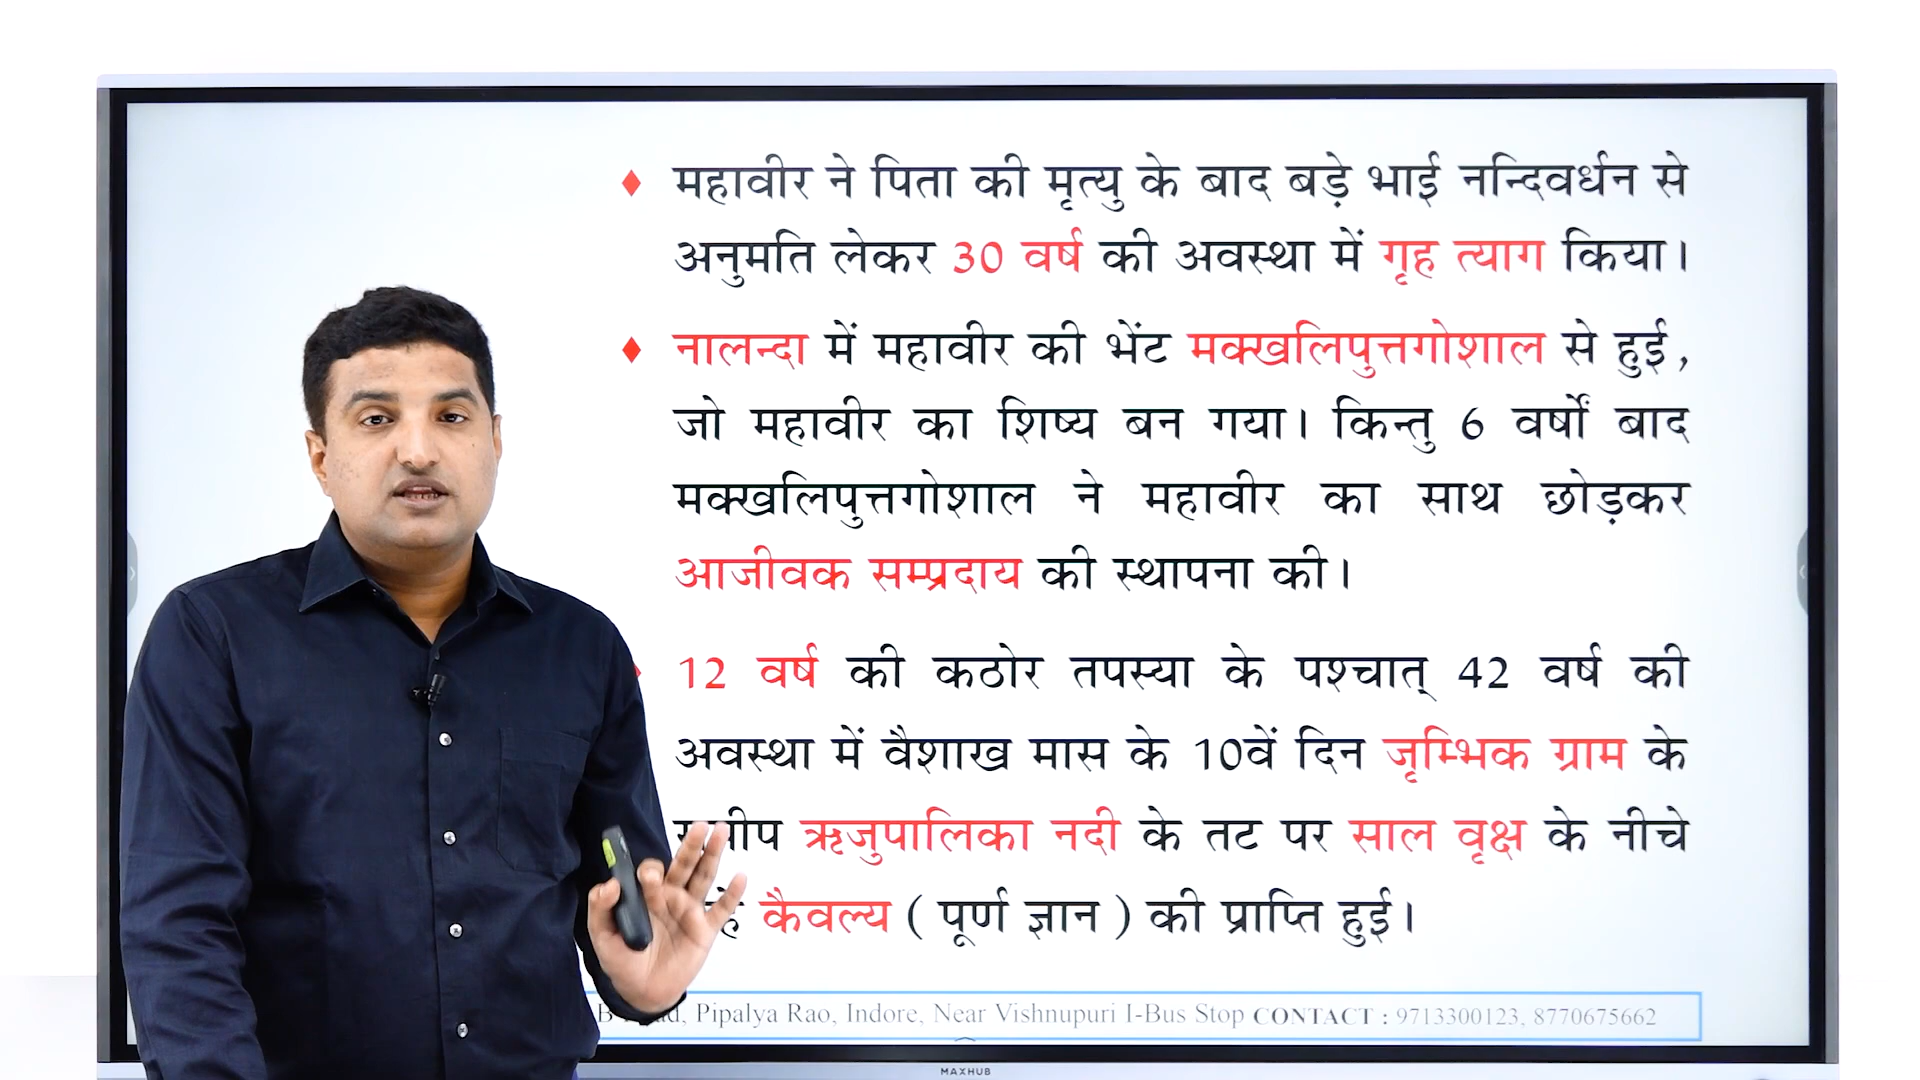 महावीर ने पिता की मृत्यु के बाद बड़े भाई नन्दिवर्धन से
अनुमति लेकर 30 वर्ष की अवस्था में गृह त्याग किया।
नालन्दा में महावीर की भेंट मक्खलिपुत्तगोशाल से हुई,
जो महावीर का शिष्य बन गया। किन्तु 6 वर्षों बाद
मक्खलिपुत्तगोशाल ने महावीर का साथ छोड़कर
आजीवक सम्प्रदाय की स्थापना की।
12 वर्ष की कठोर तपस्या के पश्चात् 42 वर्ष की
अवस्था में वैशाख मास के 10वें दिन जृम्भिक ग्राम के
ऋजुपालिका नदी के तट पर साल वृक्ष के नीचे
कैवल्य ( पूर्ण ज्ञान ) की प्राप्ति हुई।
Pipalya Rao, Indore, Near Vishnupuri I-Bus Stop CONTACT : 9713300123, 8770675662
MAXHUB